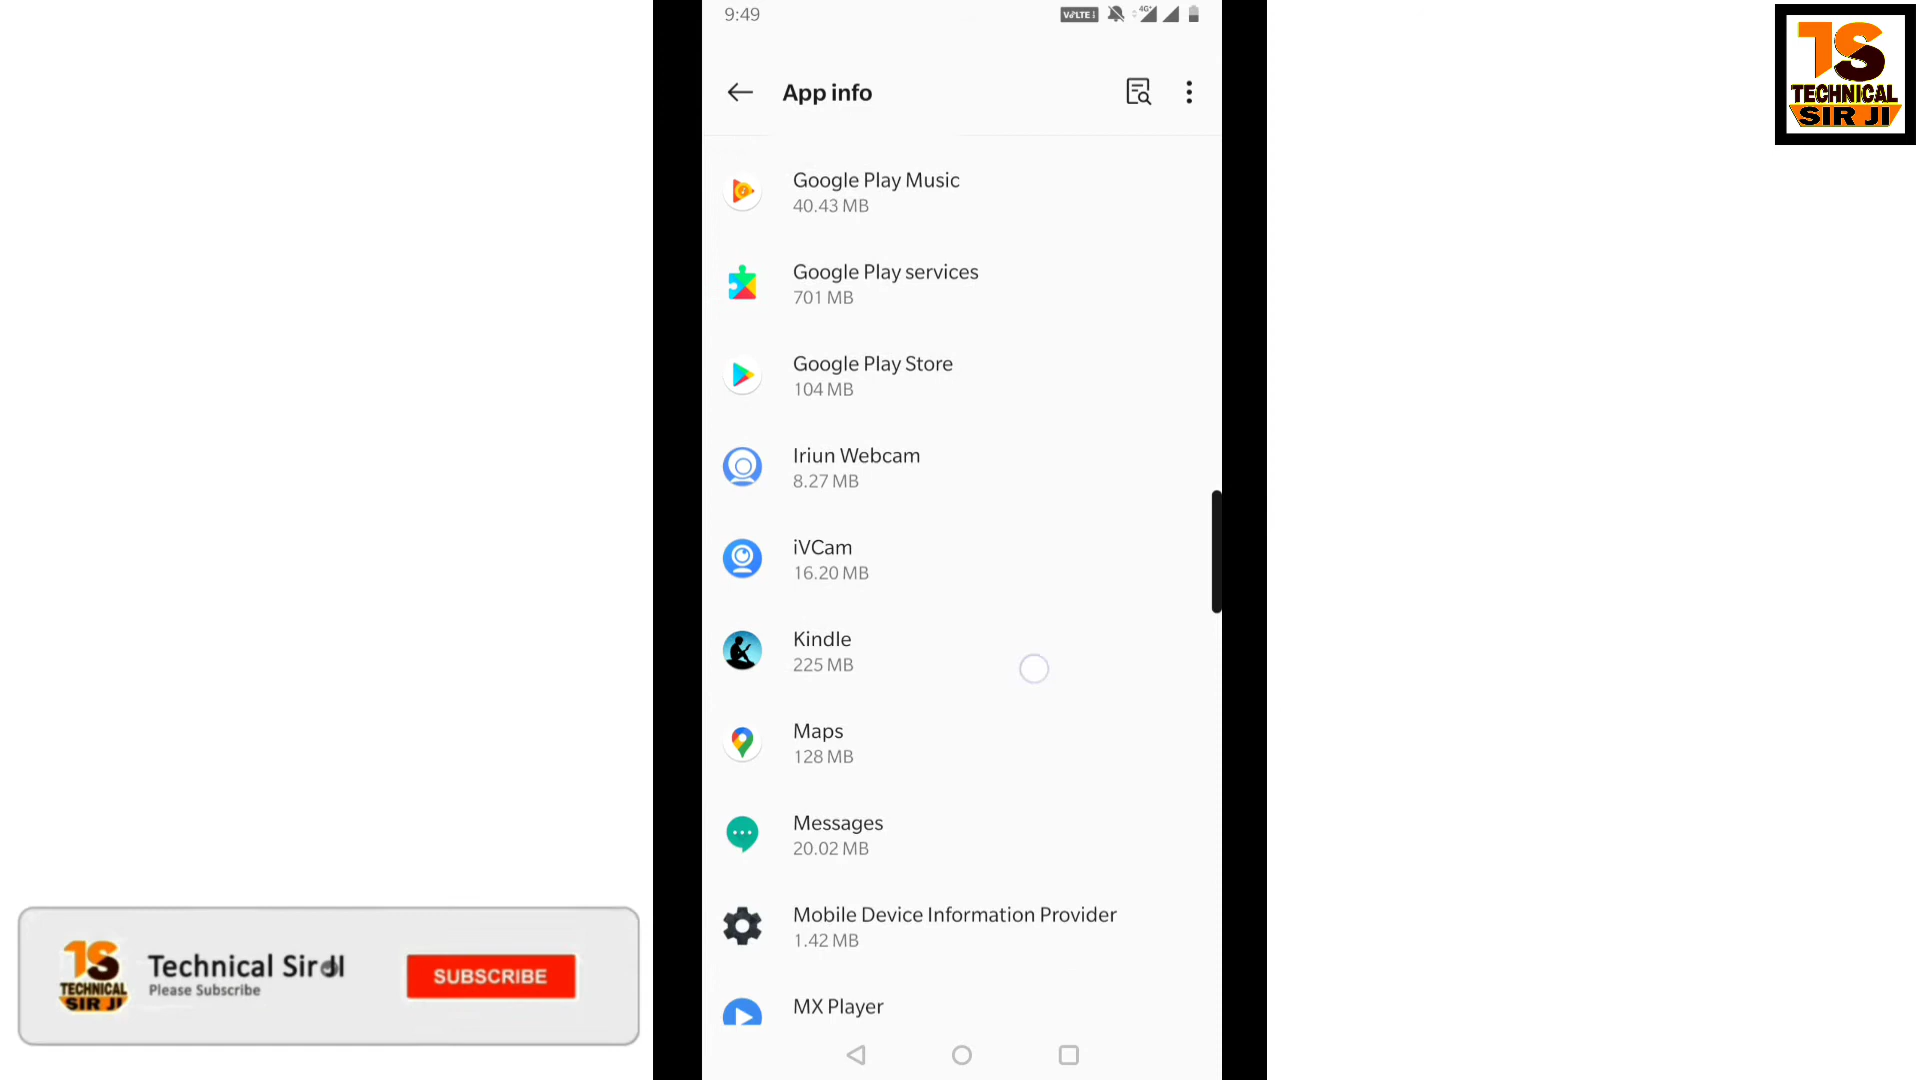 9:49
VoLTE
4G+
App info
TECHNICAL
SIR JI
Google Play Music
40.43 MB
Google Play services
701 MB
Google Play Store
104 MB
Iriun Webcam
8.27 MB
iVCam
16.20 MB
Kindle
225 MB
Maps
128 MB
Messages
20.02 MB
Mobile Device Information Provider
1.42 MB
MX Player
TECHNICAL
SIR JI
Technical Sir JI
Please Subscribe
SUBSCRIBE